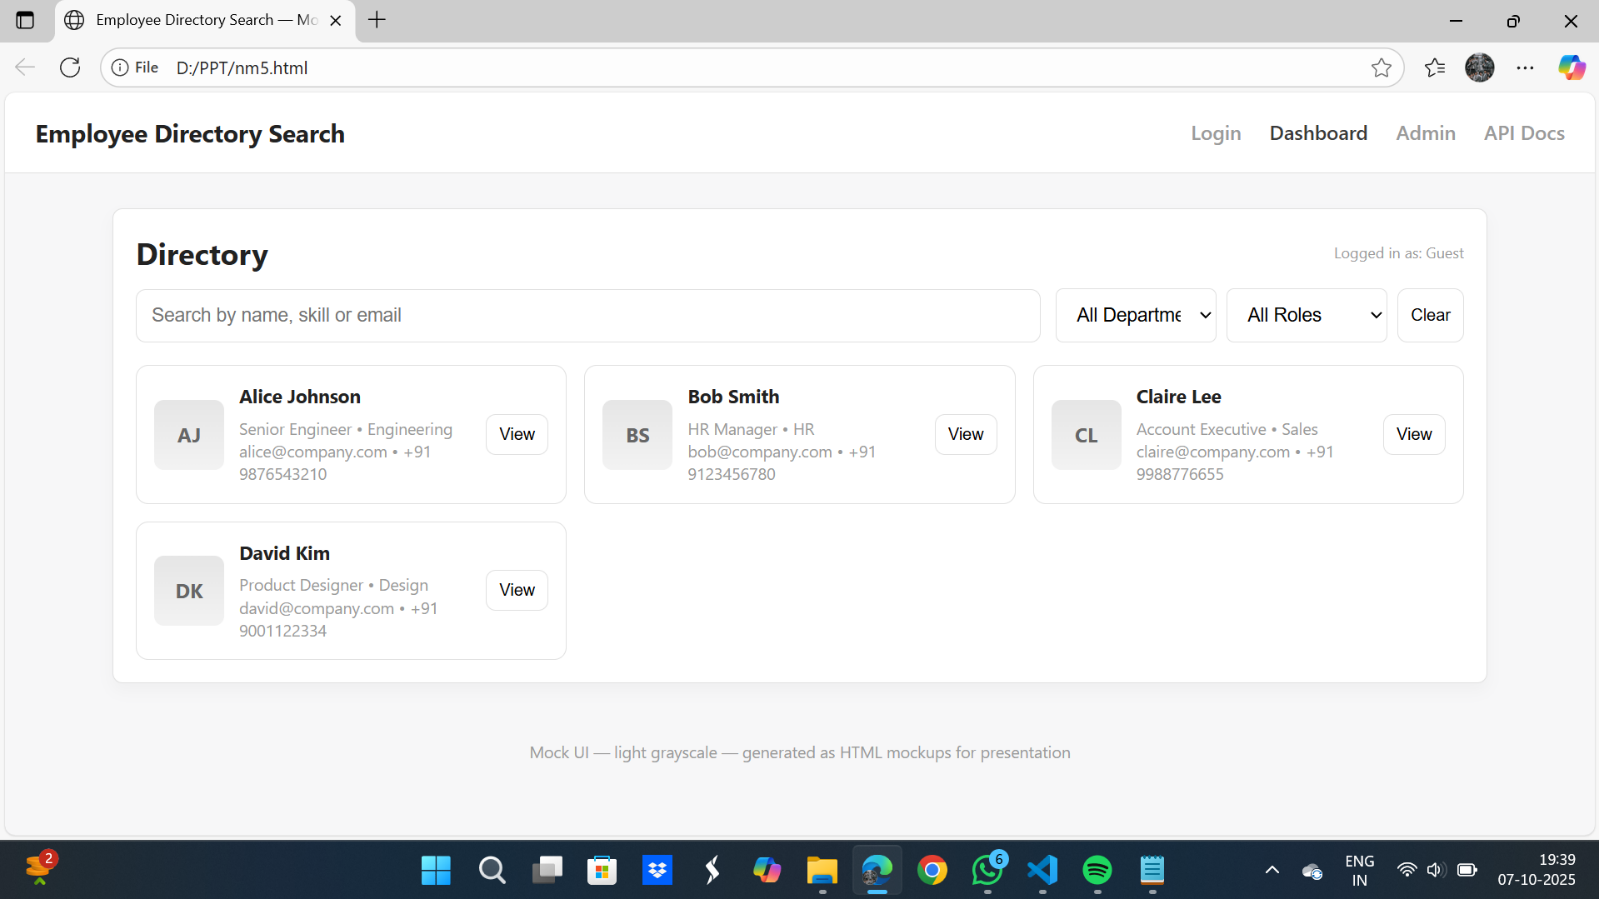 Employee Directory Search — Mo
File D:/PPT/nm5.html
Employee Directory Search
Login Dashboard Admin API Docs
Directory
Logged in as: Guest
Search by name, skill or email
All Departme
All Roles
Clear
AJ
Alice Johnson
Senior Engineer • Engineering
alice@company.com • +91
9876543210
View
BS
Bob Smith
HR Manager • HR
bob@company.com • +91
9123456780
View
CL
Claire Lee
Account Executive • Sales
claire@company.com • +91
9988776655
View
DK
David Kim
Product Designer • Design
david@company.com • +91
9001122334
View
Mock UI — light grayscale — generated as HTML mockups for presentation
2
6
ENG
IN
19:39
07-10-2025